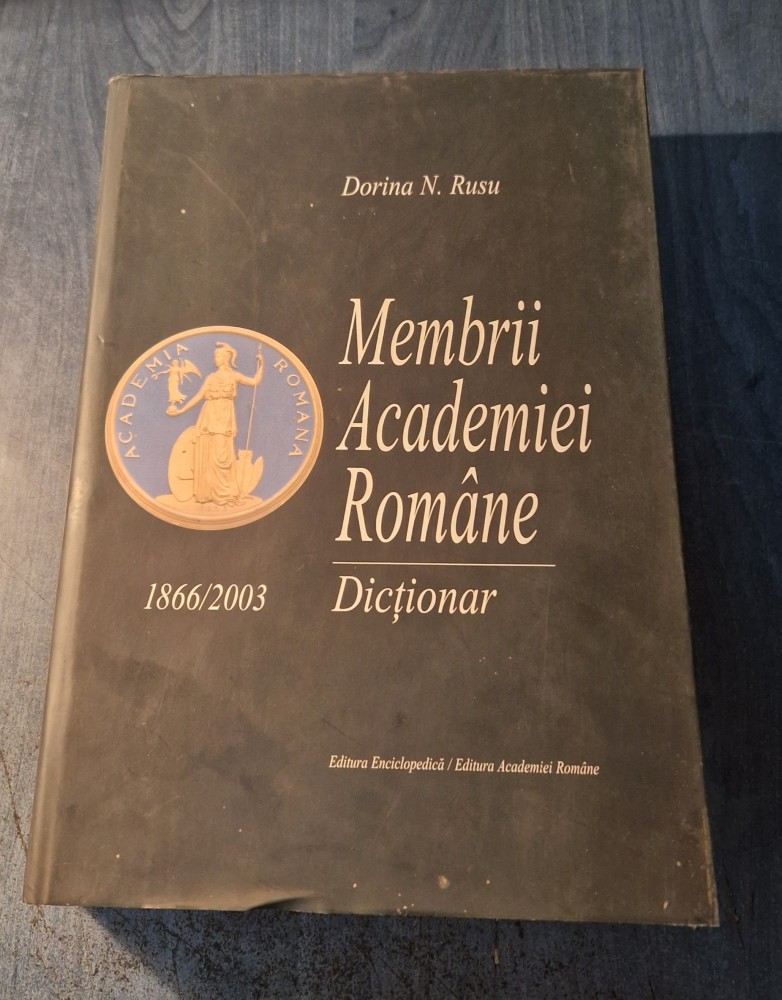 Dorina N. Rusu
Membrii
Academiei
Române
ACADEMIA ROMANA
1866/2003
Dicționar
Editura Enciclopedică / Editura Academiei Române